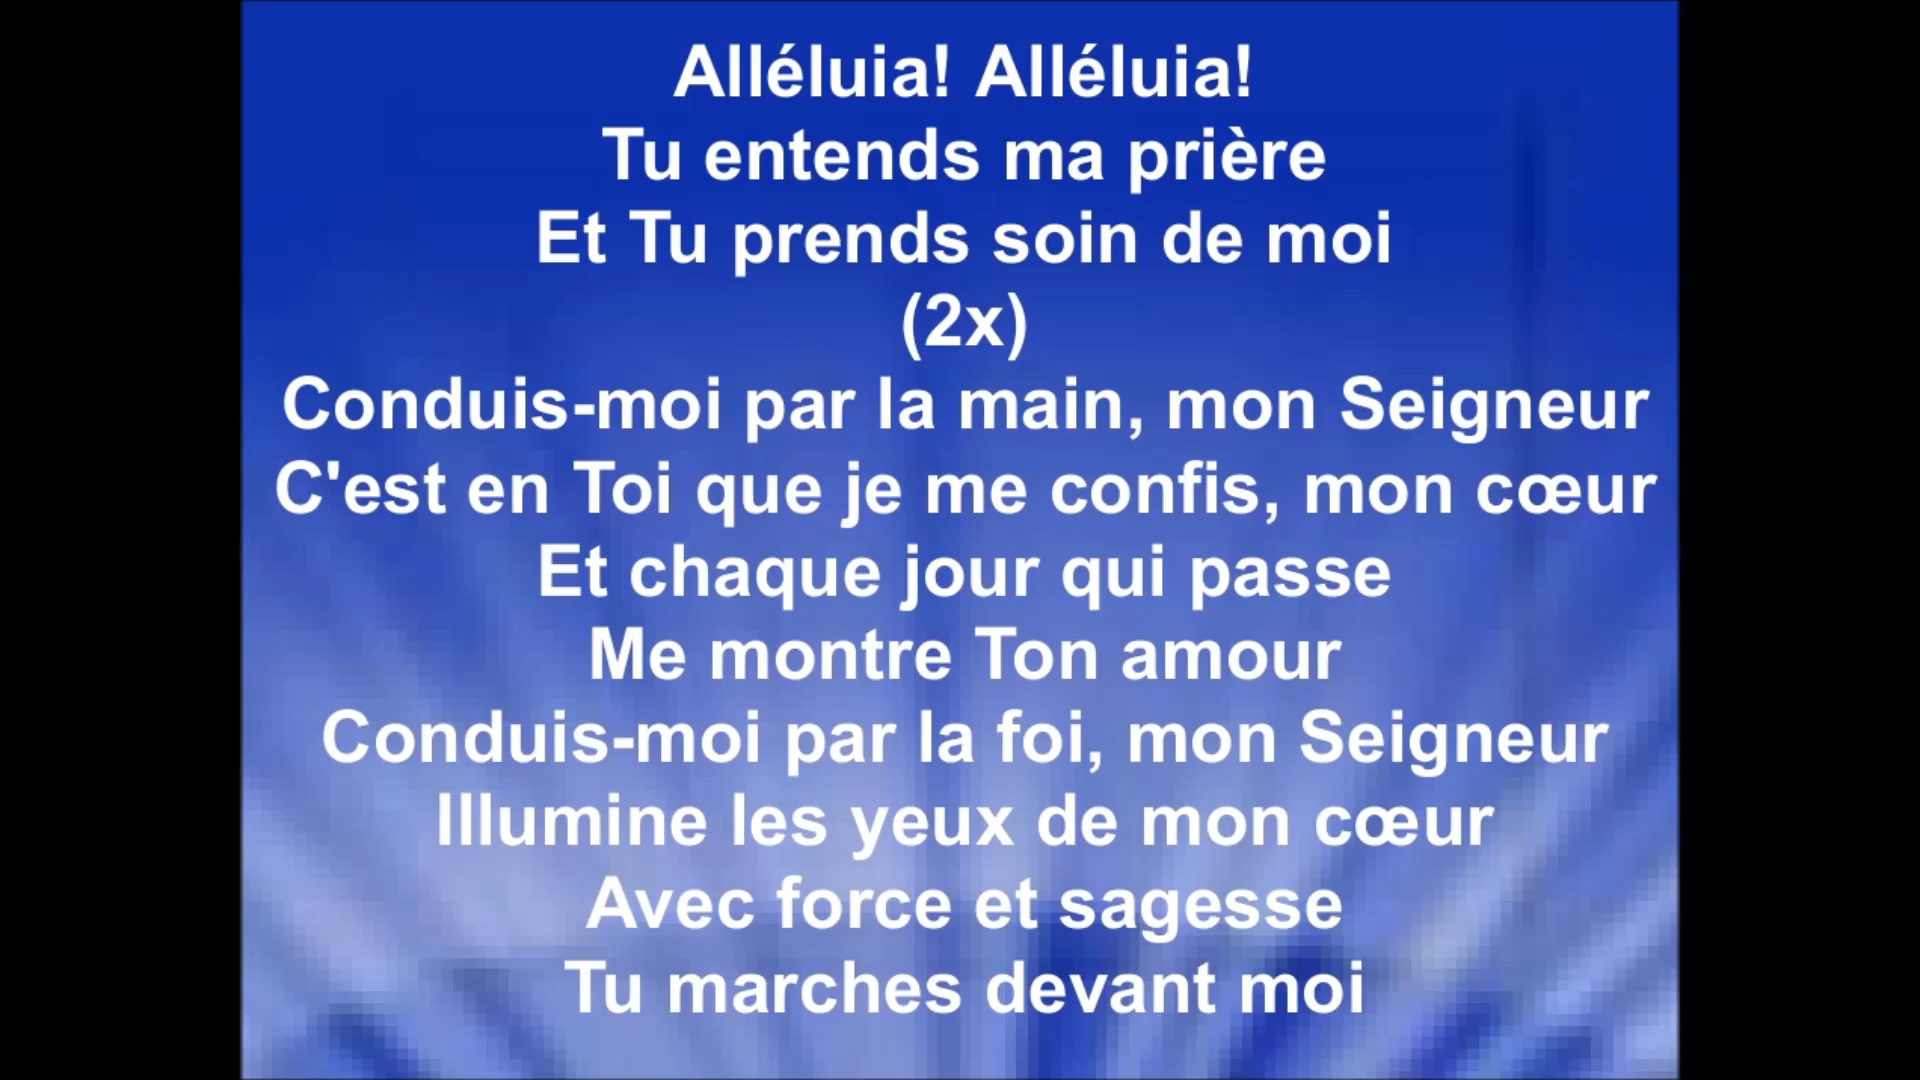 Alléluia! Alléluia!
Tu entends ma prière
Et Tu prends soin de moi
(2x)
Conduis-moi par la main, mon Seigneur
C'est en Toi que je me confis, mon cœur
Et chaque jour qui passe
Me montre Ton amour
Conduis-moi par la foi, mon Seigneur
Illumine les yeux de mon cœur
Avec force et sagesse
Tu marches devant moi